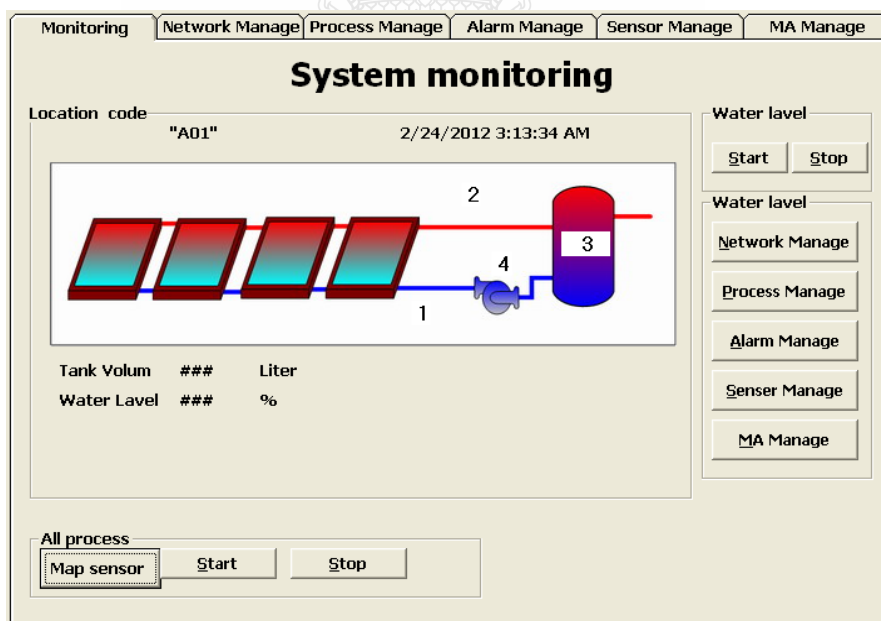 Monitoring Network Manage Process Manage Alarm Manage Sensor Manage MA Manage
System monitoring
Location code
"A01" 2/24/2012 3:13:34 AM
2
3
4
1
Tank Volum ### Liter
Water Lavel ### %
Water lavel
Start Stop
Water level
Network Manage
Process Manage
Alarm Manage
Senser Manage
MA Manage
All process
Map sensor Start Stop